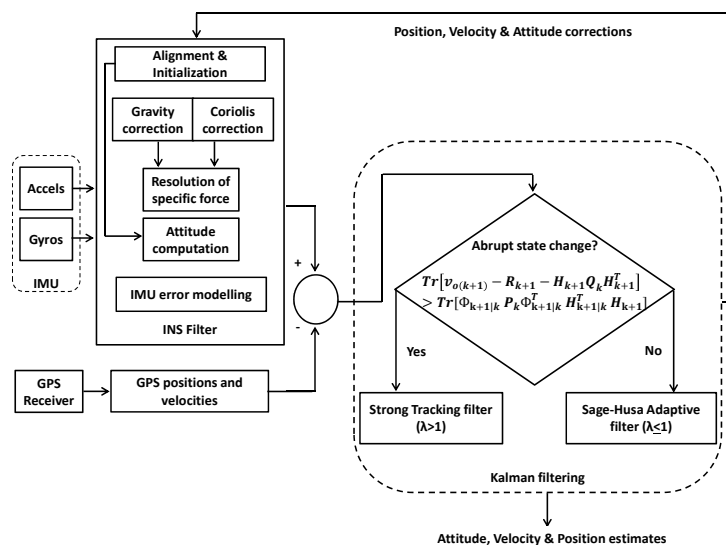 Position, Velocity & Attitude corrections
Alignment &
Initialization
Gravity
correction
Coriolis
correction
Accels
Gyros
IMU
Resolution of
specific force
Attitude
computation
IMU error modelling
INS Filter
+
-
GPS
Receiver
GPS positions and
velocities
Abrupt state change?
Tr[v_{o(k+1)} − R_{k+1} − H_{k+1}Q_kH^T_{k+1}]
> Tr[Φ_{k+1|k} P_kΦ^T_{k+1|k} H^T_{k+1|k} H_{k+1}]
Yes
No
Strong Tracking filter
(λ>1)
Sage-Husa Adaptive
filter (λ≤1)
Kalman filtering
Attitude, Velocity & Position estimates